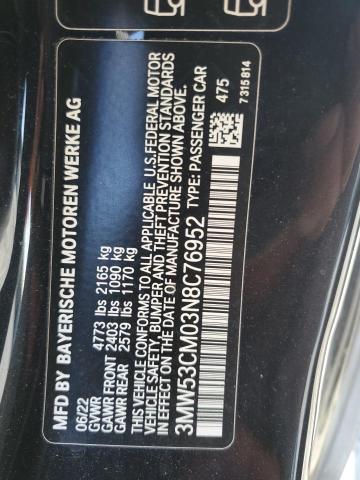 MFD BY BAYERISCHE MOTOREN WERKE AG
06/22
GVWR 4773 lbs 2165 kg
GAWR FRONT 2403 lbs 1090 kg
GAWR REAR 2579 lbs 1170 kg
THIS VEHICLE CONFORMS TO ALL APPLICABLE U.S. FEDERAL MOTOR
VEHICLE SAFETY, BUMPER AND THEFT PREVENTION STANDARDS
IN EFFECT ON THE DATE OF MANUFACTURE SHOWN ABOVE.
3MW53CM03N8C76952 TYPE: PASSENGER CAR
475
7 315 814